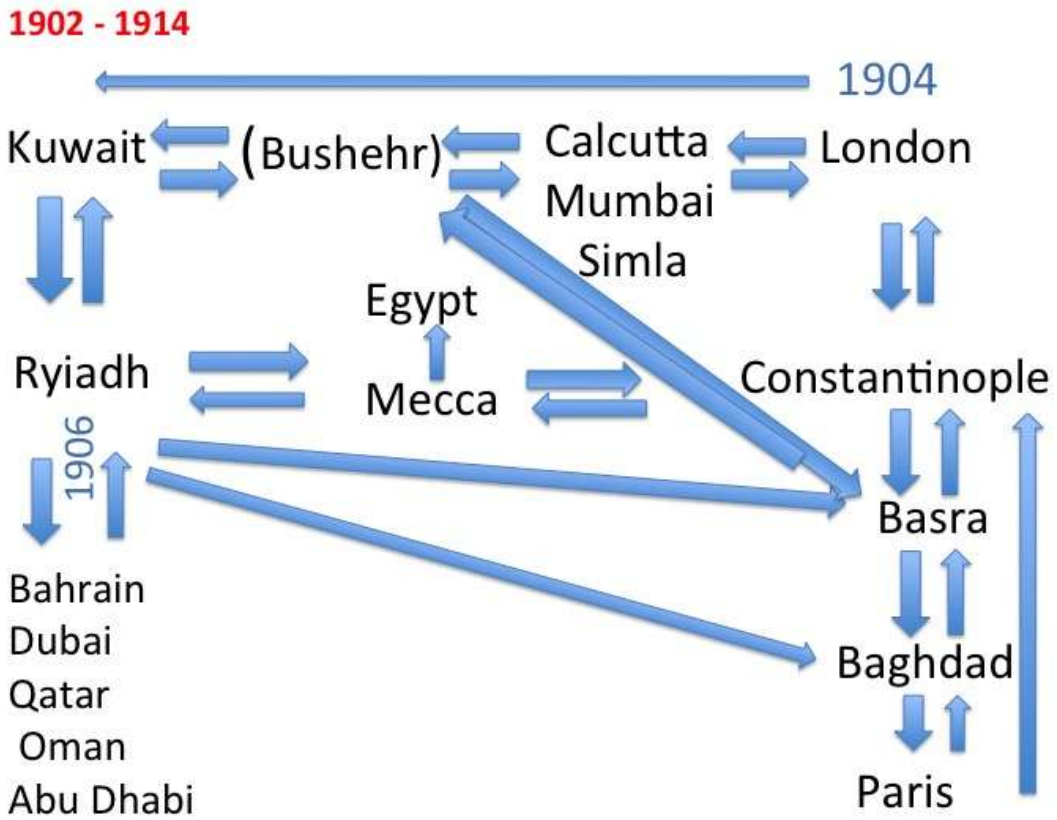 1902 - 1914
1904
Kuwait (Bushehr) Calcutta London
Mumbai
Simla
Egypt
Ryiadh Mecca Constantinople
1906
Basra
Bahrain
Dubai
Baghdad
Qatar
Oman
Abu Dhabi
Paris